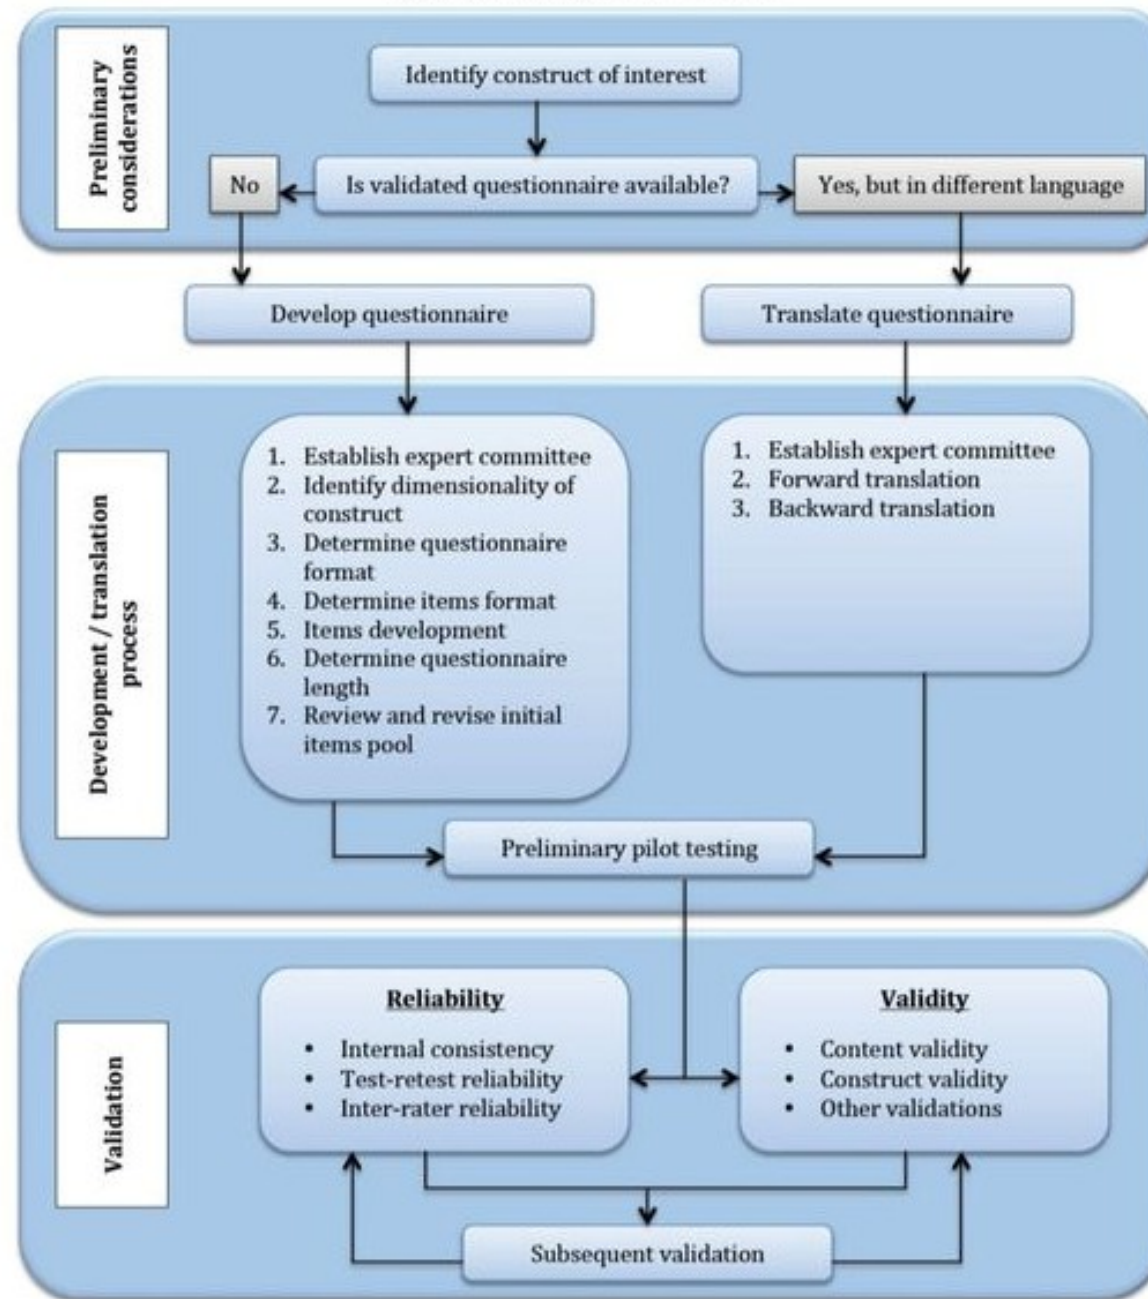 Preliminary
considerations
Identify construct of interest
No
Is validated questionnaire available?
Yes, but in different language
Develop questionnaire
Translate questionnaire
Development / translation
process
1. Establish expert committee
2. Identify dimensionality of
construct
3. Determine questionnaire
format
4. Determine items format
5. Items development
6. Determine questionnaire
length
7. Review and revise initial
items pool
1. Establish expert committee
2. Forward translation
3. Backward translation
Preliminary pilot testing
Validation
Reliability
• Internal consistency
• Test-retest reliability
• Inter-rater reliability
Validity
• Content validity
• Construct validity
• Other validations
Subsequent validation